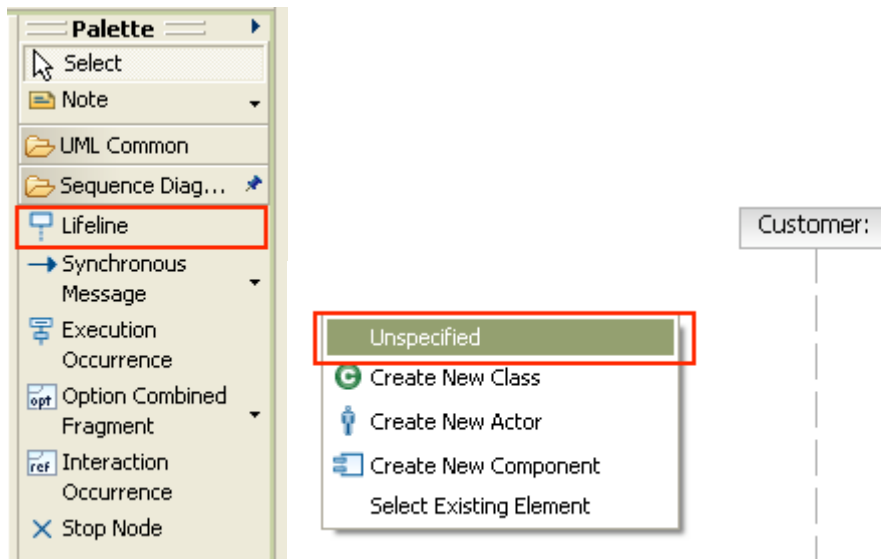 Palette
Select
Note
UML Common
Sequence Diag...
Lifeline
Synchronous
Message
Execution
Occurrence
opt Option Combined
Fragment
ref Interaction
Occurrence
Stop Node
Unspecified
C Create New Class
Create New Actor
Create New Component
Select Existing Element
Customer: